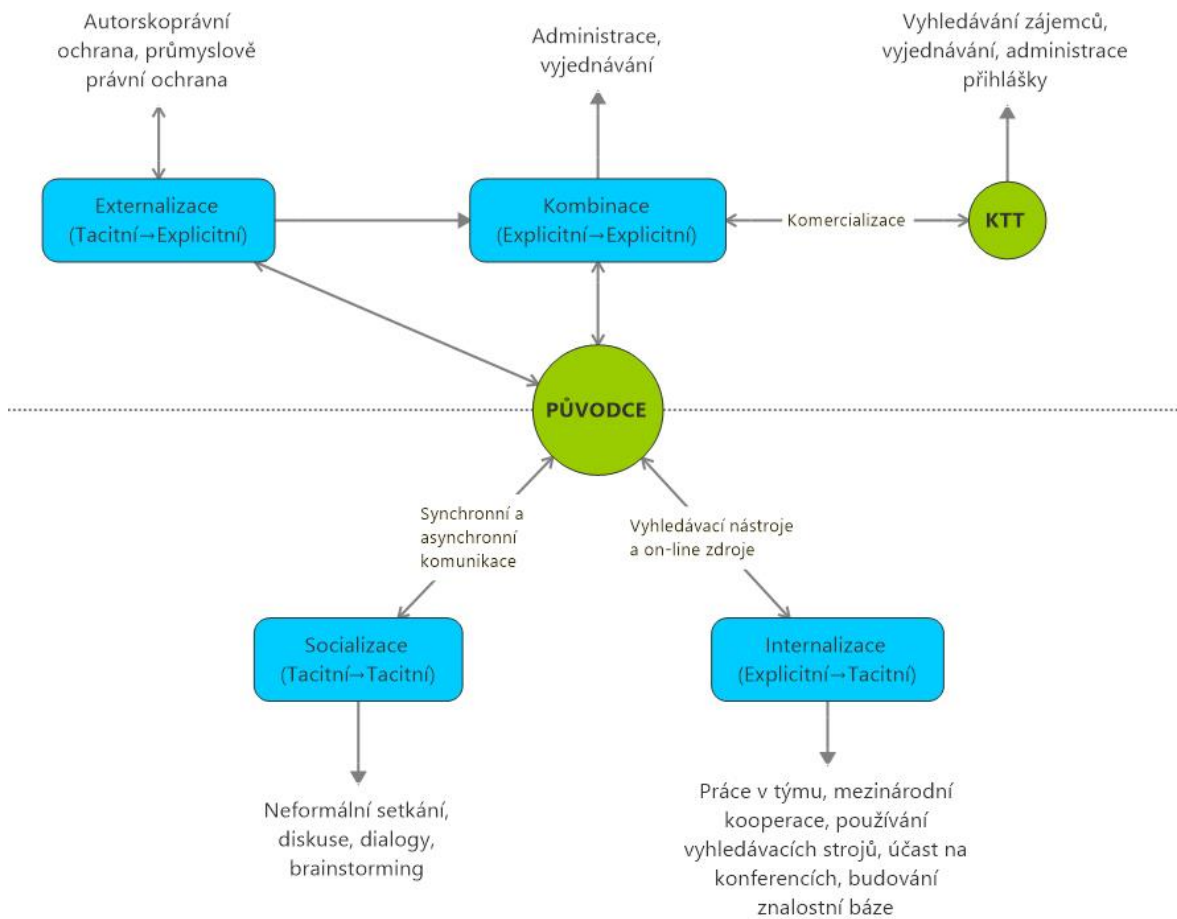 Autorskoprávní
ochrana, průmyslově
právní ochrana
Administrace,
vyjednávání
Vyhledávání zájemců,
vyjednávání, administrace
přihlášky
Externalizace
(Tacitní→Explicitní)
Kombinace
(Explicitní→Explicitní)
Komercializace
KTT
PŮVODCE
Synchronní a
asynchronní
komunikace
Vyhledávací nástroje
a on-line zdroje
Socializace
(Tacitní→Tacitní)
Internalizace
(Explicitní→Tacitní)
Neformální setkání,
diskuse, dialogy,
brainstorming
Práce v týmu, mezinárodní
kooperace, používání
vyhledávacích strojů, účast na
konferencích, budování
znalostní báze